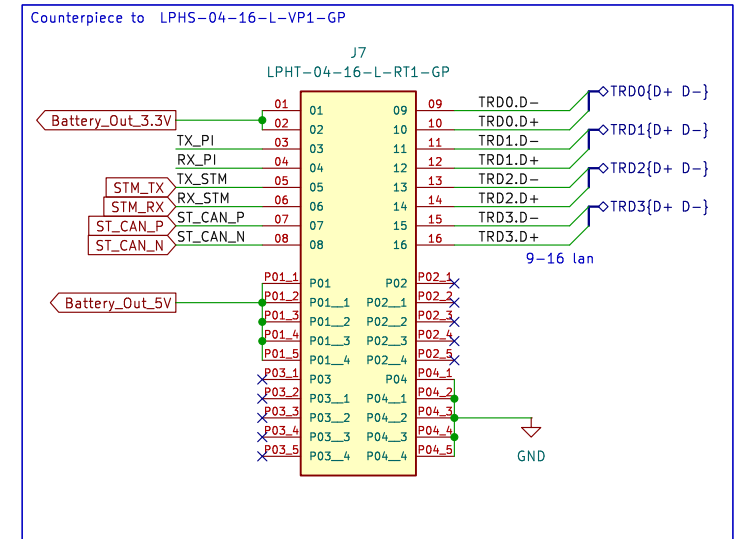 Counterpiece to LPHS-04-16-L-VP1-GP
J7
LPHT-04-16-L-RT1-GP
Battery_Out_3.3V 01 01 09 09 TRD0.D- TRD0{D+ D-}
02 02 10 10 TRD0.D+
TX_PI 03 03 11 11 TRD1.D- TRD1{D+ D-}
RX_PI 04 04 12 12 TRD1.D+
STM_TX TX_STM 05 05 13 13 TRD2.D- TRD2{D+ D-}
STM_RX RX_STM 06 06 14 14 TRD2.D+
ST_CAN_P ST_CAN_P 07 07 15 15 TRD3.D- TRD3{D+ D-}
ST_CAN_N ST_CAN_N 08 08 16 16 TRD3.D+
9-16 lan
P01_1 P01 P02 P02_1
Battery_Out_5V P01_2 P01__1 P02__1 P02_2
P01_3 P01__2 P02__2 P02_3
P01_4 P01__3 P02__3 P02_4
P01_5 P01__4 P02__4 P02_5
P03_1 P03 P04 P04_1
P03_2 P03__1 P04__1 P04_2
P03_3 P03__2 P04__2 P04_3
P03_4 P03__3 P04__3 P04_4
P03_5 P03__4 P04__4 P04_5
GND